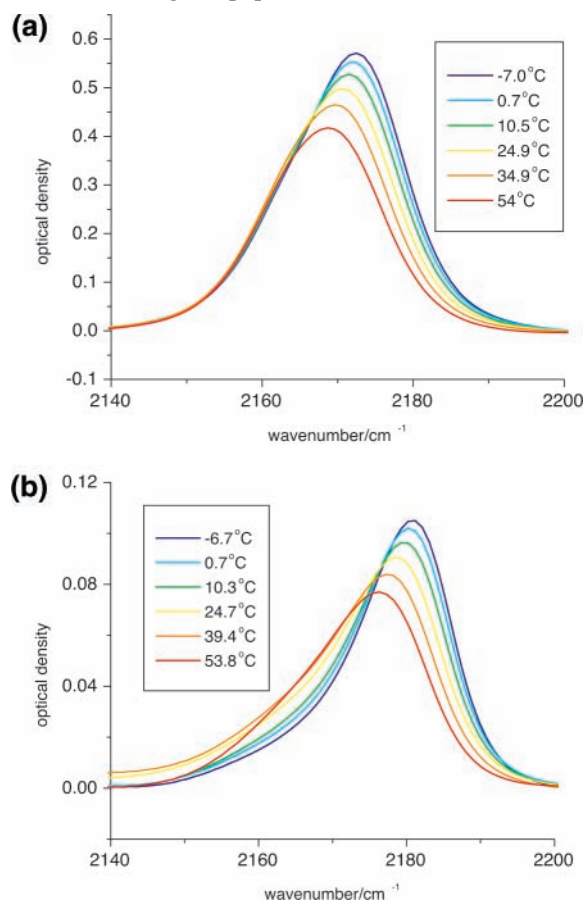 (a)
0.6
0.5
0.4
0.3
0.2
0.1
0.0
-0.1
optical density
-7.0°C
0.7°C
10.5°C
24.9°C
34.9°C
54°C
2140 2160 2180 2200
wavenumber/cm⁻¹
(b)
0.12
0.08
0.04
0.00
optical density
-6.7°C
0.7°C
10.3°C
24.7°C
39.4°C
53.8°C
2140 2160 2180 2200
wavenumber/cm⁻¹